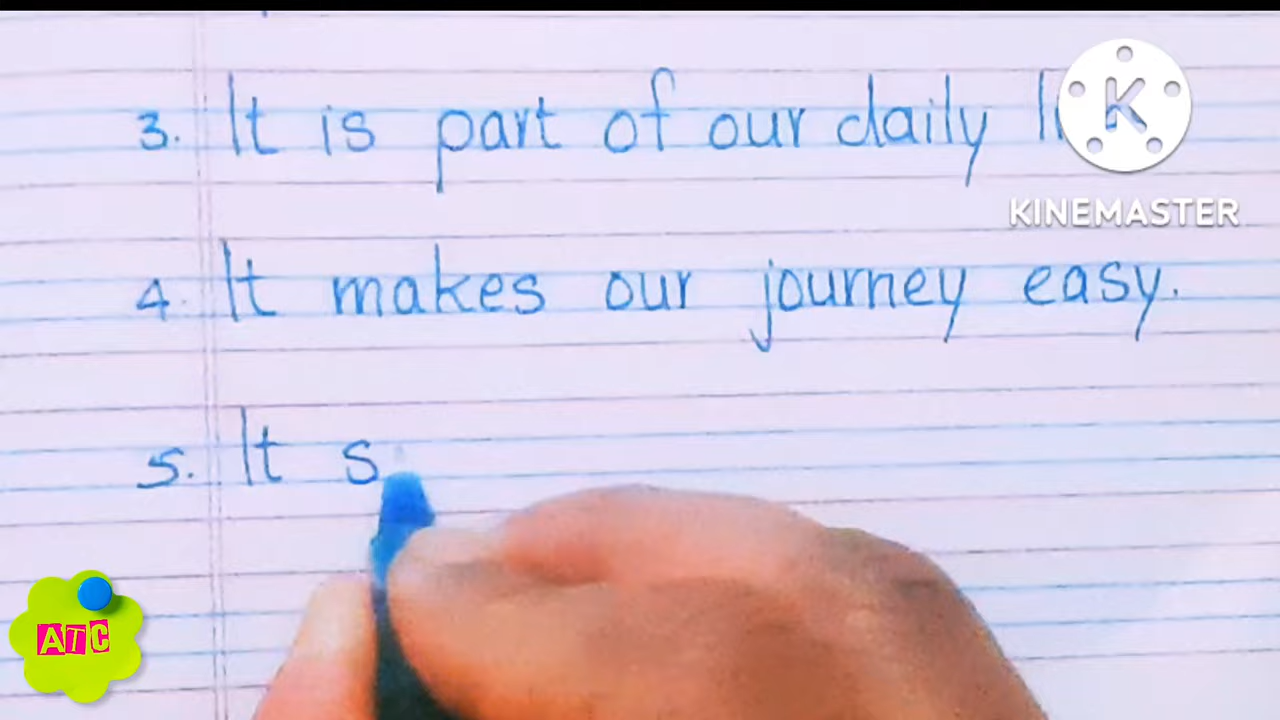 3. It is part of our daily
K
KINEMASTER
4. It makes our journey easy.
5. It s
ATC